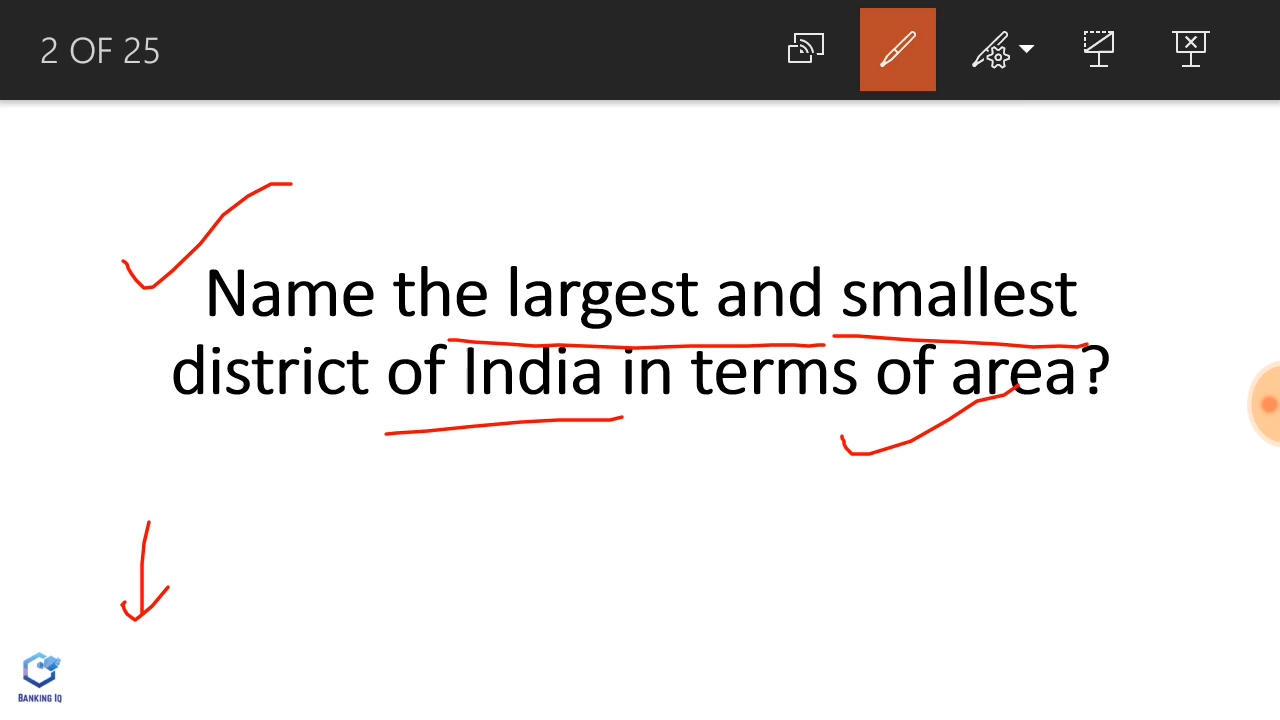 2 OF 25
Name the largest and smallest
district of India in terms of area?
BANKING IQ